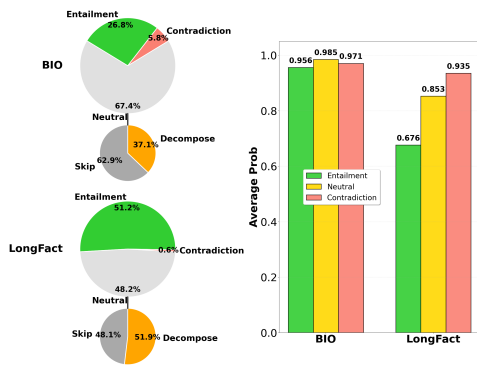 Entailment
26.8%
Contradiction
5.8%
BIO
67.4%
Neutral
Decompose
37.1%
Skip
62.9%
Entailment
51.2%
LongFact
0.6%
Contradiction
48.2%
Neutral
Skip
48.1%
51.9%
Decompose
Average Prob
1.0
0.8
0.6
0.4
0.2
0.0
0.956
0.985
0.971
0.676
0.853
0.935
Entailment
Neutral
Contradiction
BIO
LongFact